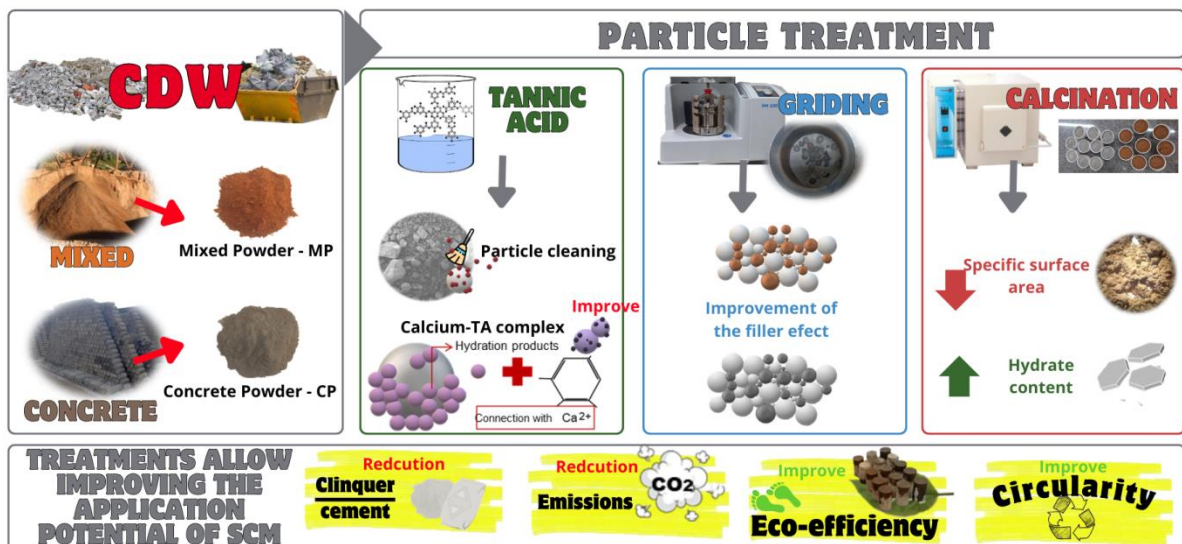 CDW
MIXED
Mixed Powder - MP
CONCRETE
Concrete Powder - CP
PARTICLE TREATMENT
TANNIC
ACID
Particle cleaning
Improve
Calcium-TA complex
Hydration products
Connection with Ca2+
GRIDING
Improvement of
the filler efect
CALCINATION
Specific surface
area
Hydrate
content
TREATMENTS ALLOW
IMPROVING THE
APPLICATION
POTENTIAL OF SCM
Redcution
Clinquer
cement
Redcution
Emissions
CO2
Improve
Eco-efficiency
Improve
Circularity